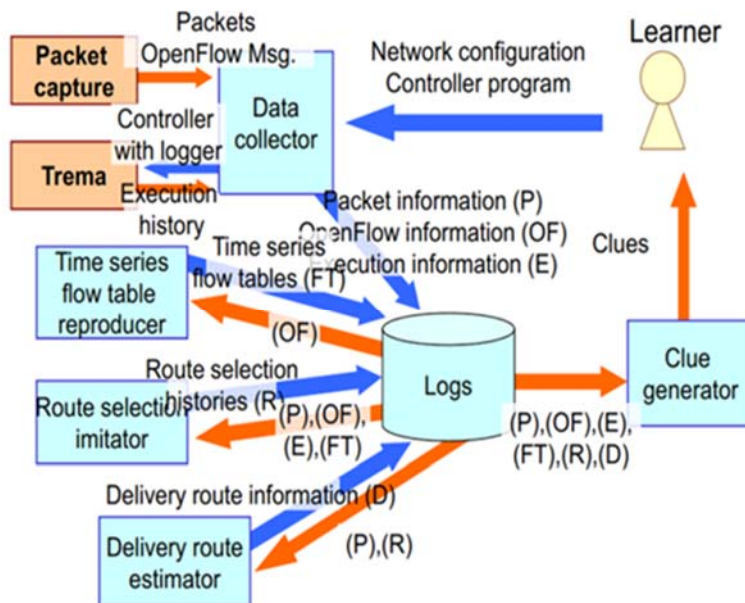 Packets
OpenFlow Msg.
Packet
capture
Data
collector
Network configuration
Controller program
Learner
Controller
with logger
Trema
Execution
history
Packet information (P)
OpenFlow information (OF)
Execution information (E)
Clues
Time series
flow tables (FT)
Time series
flow table
reproducer
(OF)
Route selection
histories (R)
Route selection
imitator
(P),(OF),
(E),(FT)
Logs
Clue
generator
(P),(OF),(E),
(FT),(R),(D)
Delivery route information (D)
Delivery route
estimator
(P),(R)